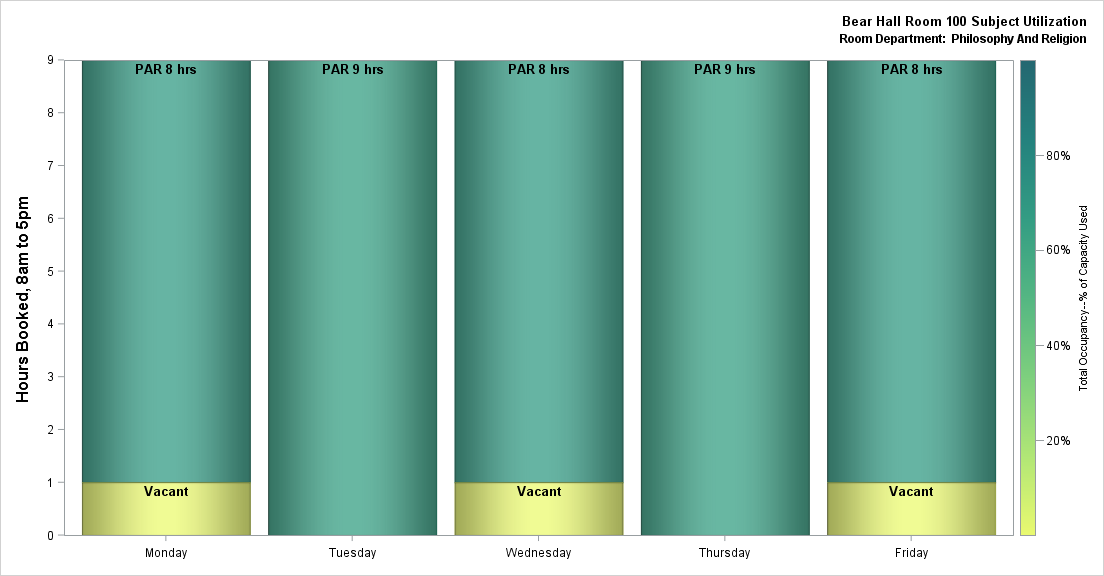 Bear Hall Room 100 Subject Utilization
Room Department: Philosophy And Religion
Hours Booked, 8am to 5pm
9
8
7
6
5
4
3
2
1
0
PAR 8 hrs
PAR 9 hrs
PAR 8 hrs
PAR 9 hrs
PAR 8 hrs
Vacant
Vacant
Vacant
Monday
Tuesday
Wednesday
Thursday
Friday
80%
60%
40%
20%
Total Occupancy--% of Capacity Used